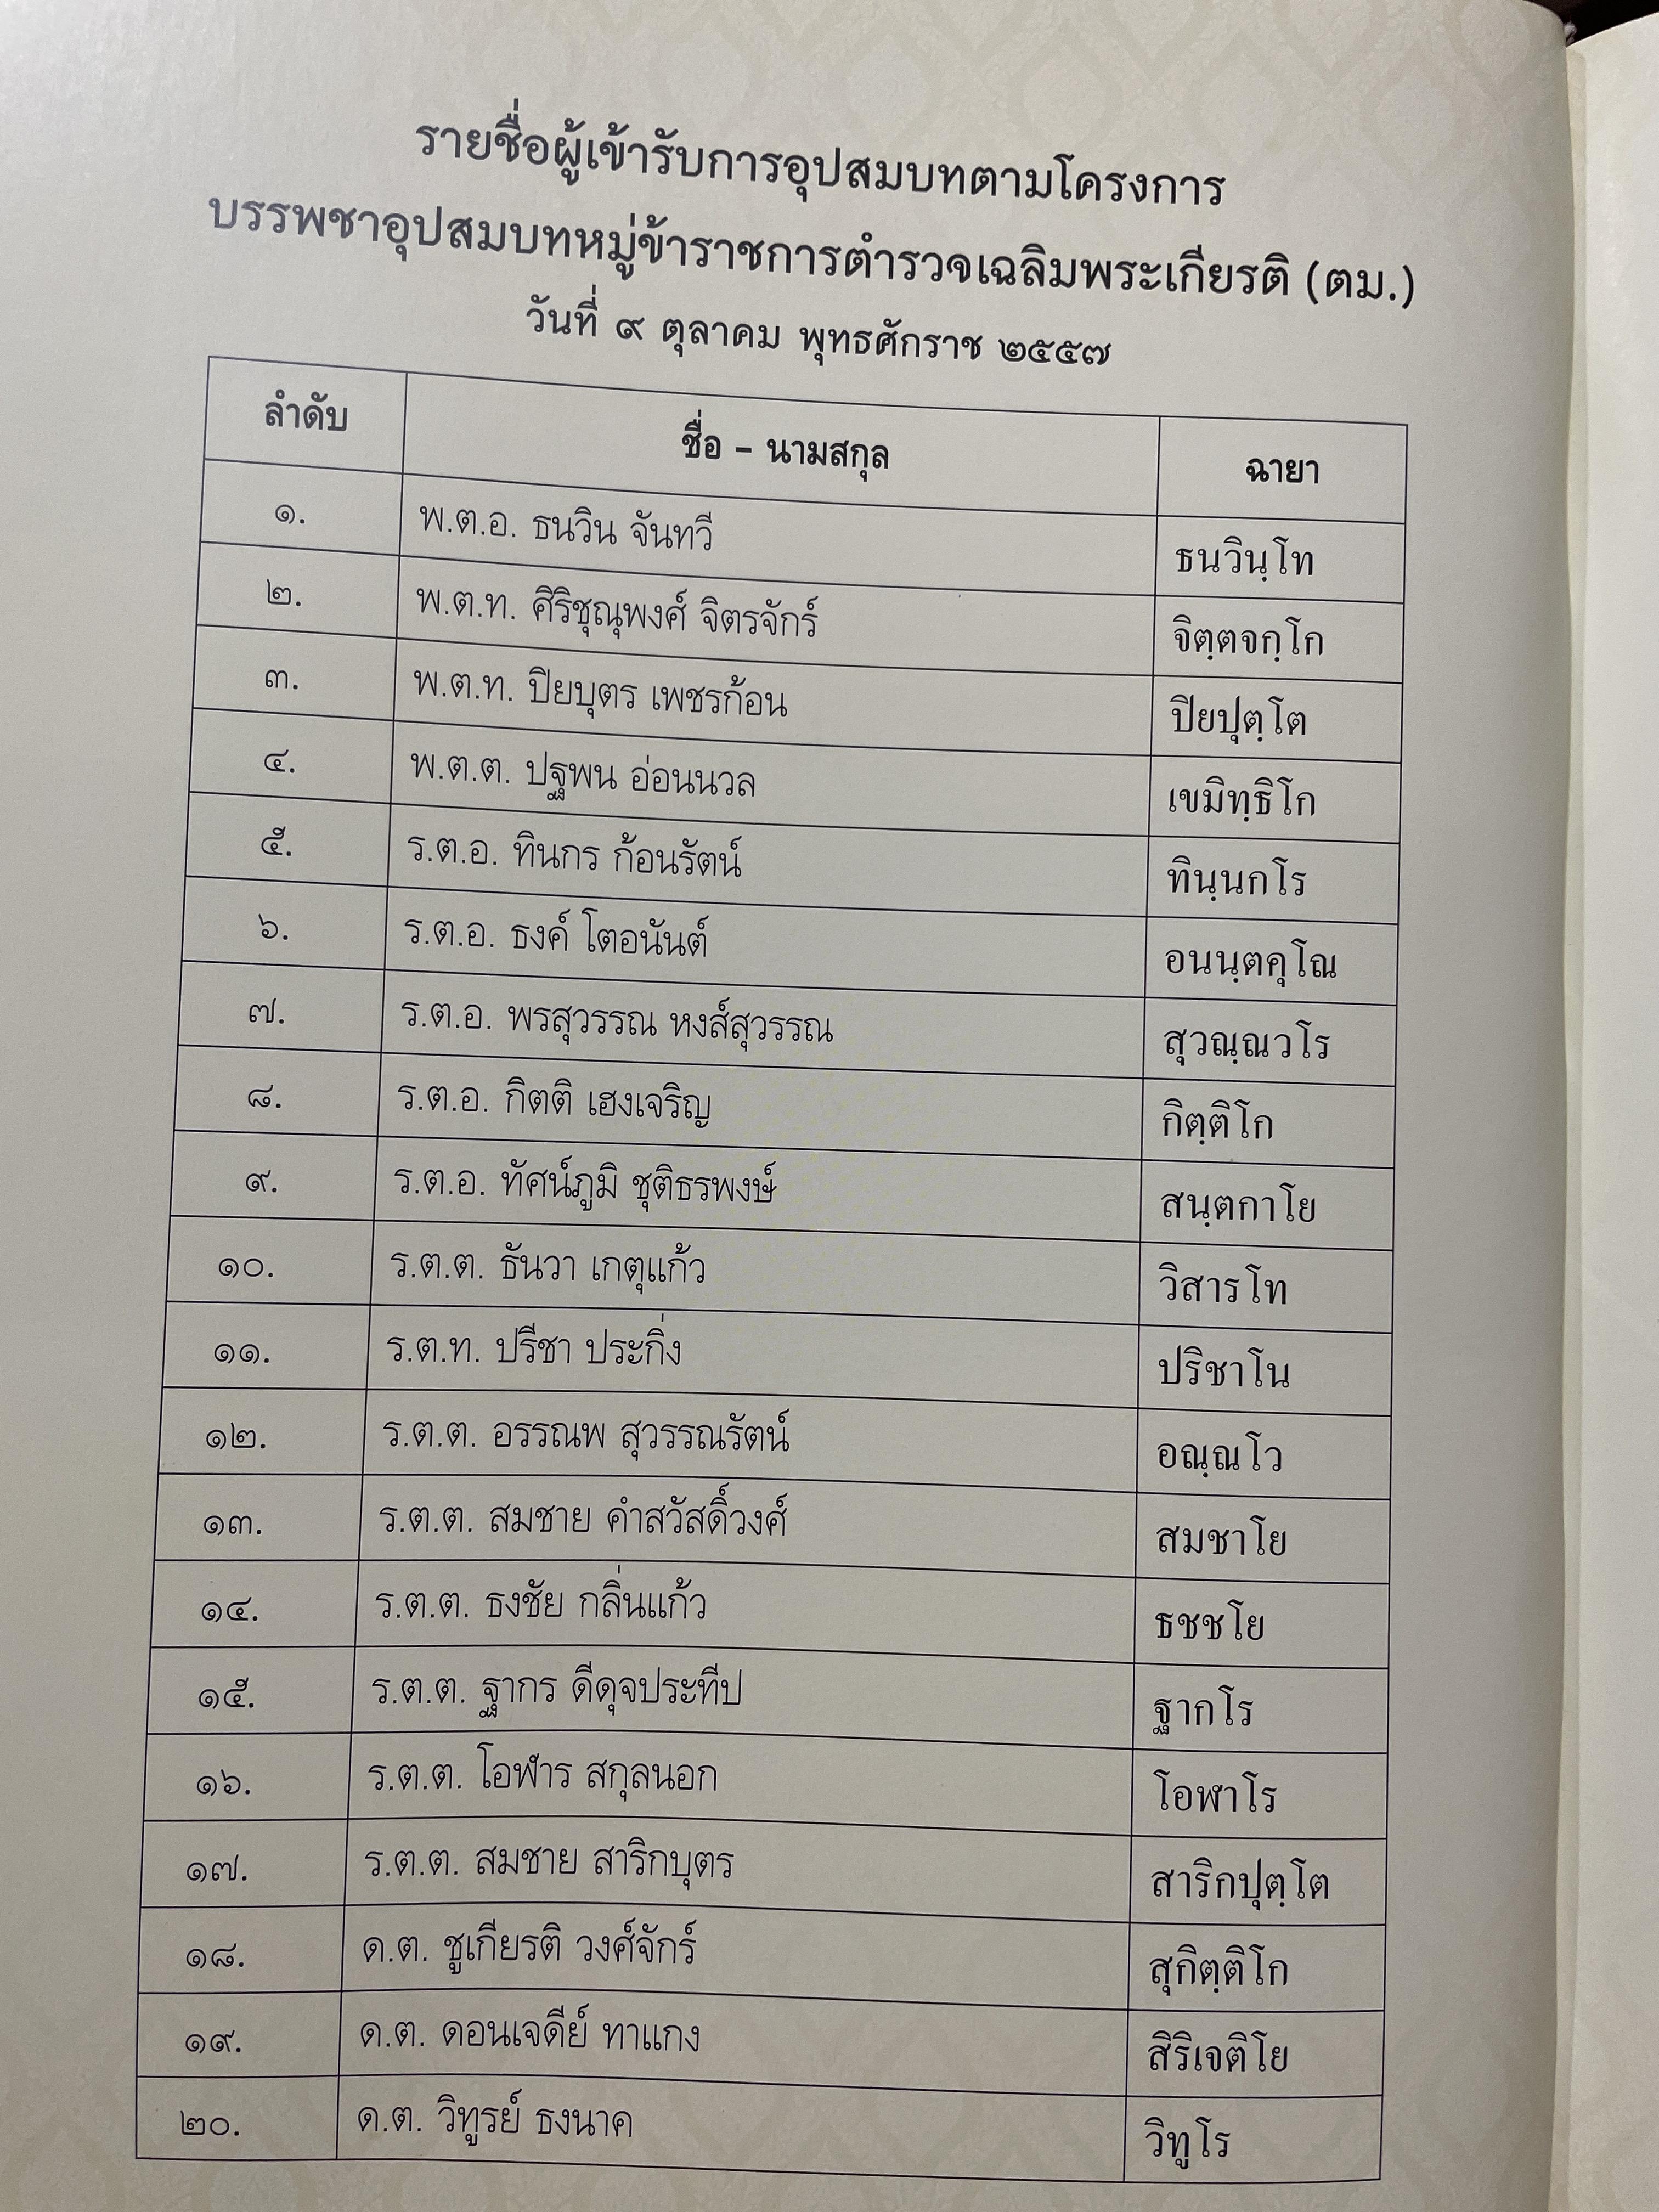 รายชื่อผู้เข้ารับการอุปสมบทตามโครงการ
บรรพชาอุปสมบทหมู่ข้าราชการตำรวจเฉลิมพระเกียรติ (ตม.)
วันที่ ๙ ตุลาคม พุทธศักราช ๒๕๕๗
ลำดับ ชื่อ - นามสกุล ฉายา
๑. พ.ต.อ. ธนวิน จันทวี ธนวินฺโท
๒. พ.ต.ท. ศิริชุณุพงศ์ จิตรจักร์ จิตฺตจกฺโก
๓. พ.ต.ท. ปิยบุตร เพชรก้อน ปิยปุตฺโต
๔. พ.ต.ต. ปฐพน อ่อนนวล เขมิทฺธิโก
๕. ร.ต.อ. ทินกร ก้อนรัตน์ ทินฺนกโร
๖. ร.ต.อ. ธงค์ โตอนันต์ อนนฺตคุโณ
๗. ร.ต.อ. พรสุวรรณ หงส์สุวรรณ สุวณฺณวโร
๘. ร.ต.อ. กิตติ เฮงเจริญ กิตฺติโก
๙. ร.ต.อ. ทัศน์ภูมิ ชุติธรพงษ์ สนฺตกาโย
๑๐. ร.ต.ต. ธันวา เกตุแก้ว วิสารโท
๑๑. ร.ต.ท. ปรีชา ประกิ่ง ปริชาโน
๑๒. ร.ต.ต. อรรณพ สุวรรณรัตน์ อณฺณโว
๑๓. ร.ต.ต. สมชาย คำสวัสดิ์วงศ์ สมชาโย
๑๔. ร.ต.ต. ธงชัย กลิ่นแก้ว ธชชโย
๑๕. ร.ต.ต. ฐากร ดีดุจประทีป ฐากโร
๑๖. ร.ต.ต. โอฬาร สกุลนอก โอฬาโร
๑๗. ร.ต.ต. สมชาย สาริกบุตร สาริกปุตฺโต
๑๘. ด.ต. ชูเกียรติ วงศ์จักร์ สุกิตฺติโก
๑๙. ด.ต. ดอนเจดีย์ ทาแกง สิริเจติโย
๒๐. ด.ต. วิทูรย์ ธงนาค วิทูโร